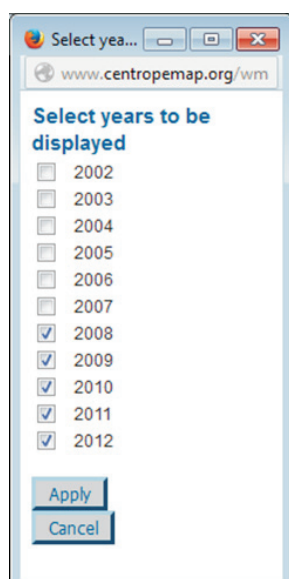 Select yea...
www.centropemap.org/wm
Select years to be
displayed
2002
2003
2004
2005
2006
2007
2008
2009
2010
2011
2012
Apply
Cancel